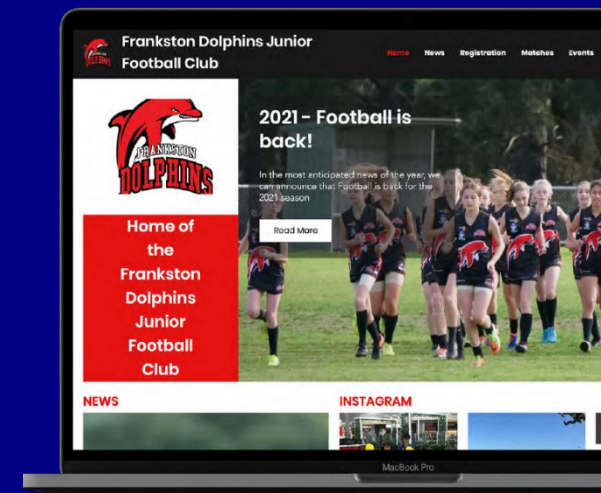 Frankston Dolphins Junior
Football Club
Home
News
Registration
Matches
Events
FRANKSTON
DOLPHINS
2021 - Football is
back!
In the most anticipated news of the year, we
can announce that Football is back for the
2021 season
Read More
Home of
the
Frankston
Dolphins
Junior
Football
Club
NEWS
INSTAGRAM
MacBook Pro